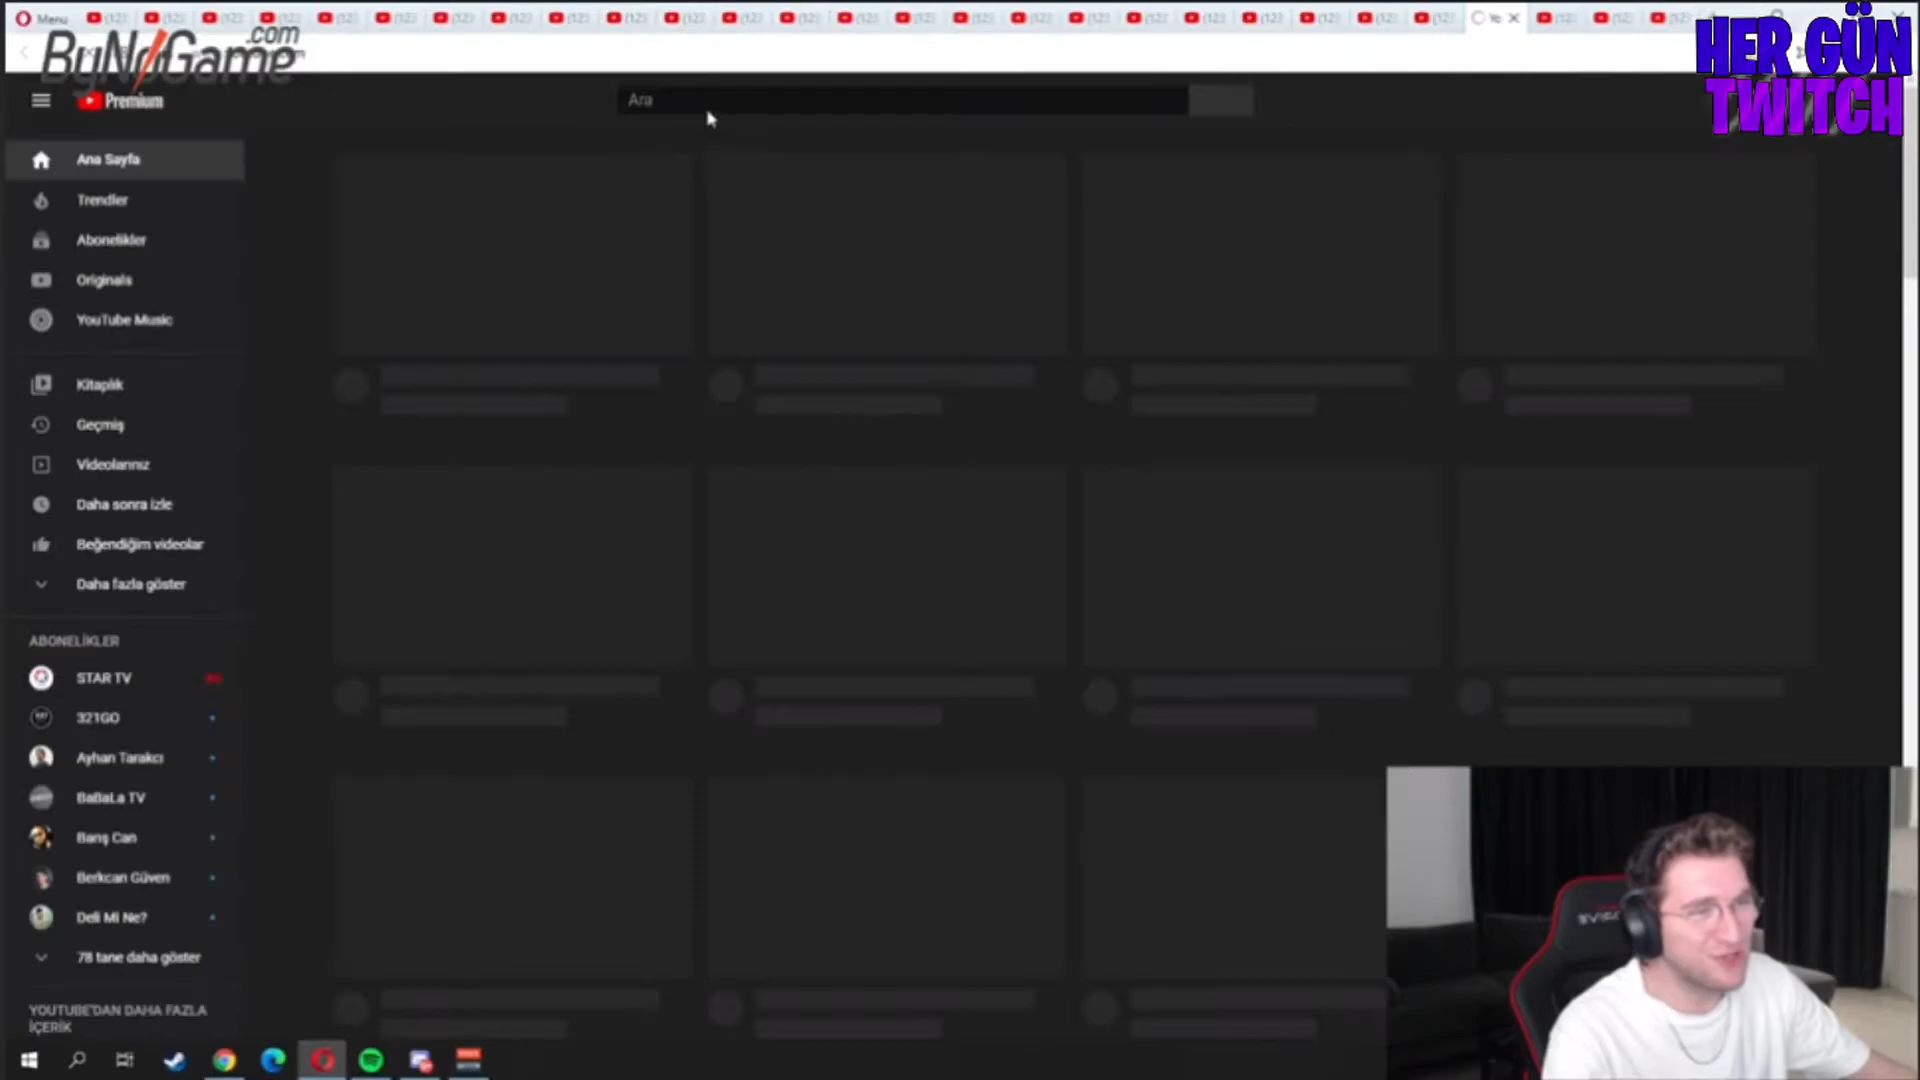 Menu
ByNoGame
.com
HER GÜN
TWITCH
Premium
Ara
Ana Sayfa
Trendler
Abonelikler
Originals
YouTube Music
Kitaplık
Geçmiş
Videolarınız
Daha sonra izle
Beğendiğim videolar
Daha fazla göster
ABONELİKLER
STAR TV
321GO
Ayhan Tarakcı
BaBaLa TV
Barış Can
Berkcan Güven
Deli Mi Ne?
78 tane daha göster
YOUTUBE'DAN DAHA FAZLA
İÇERİK